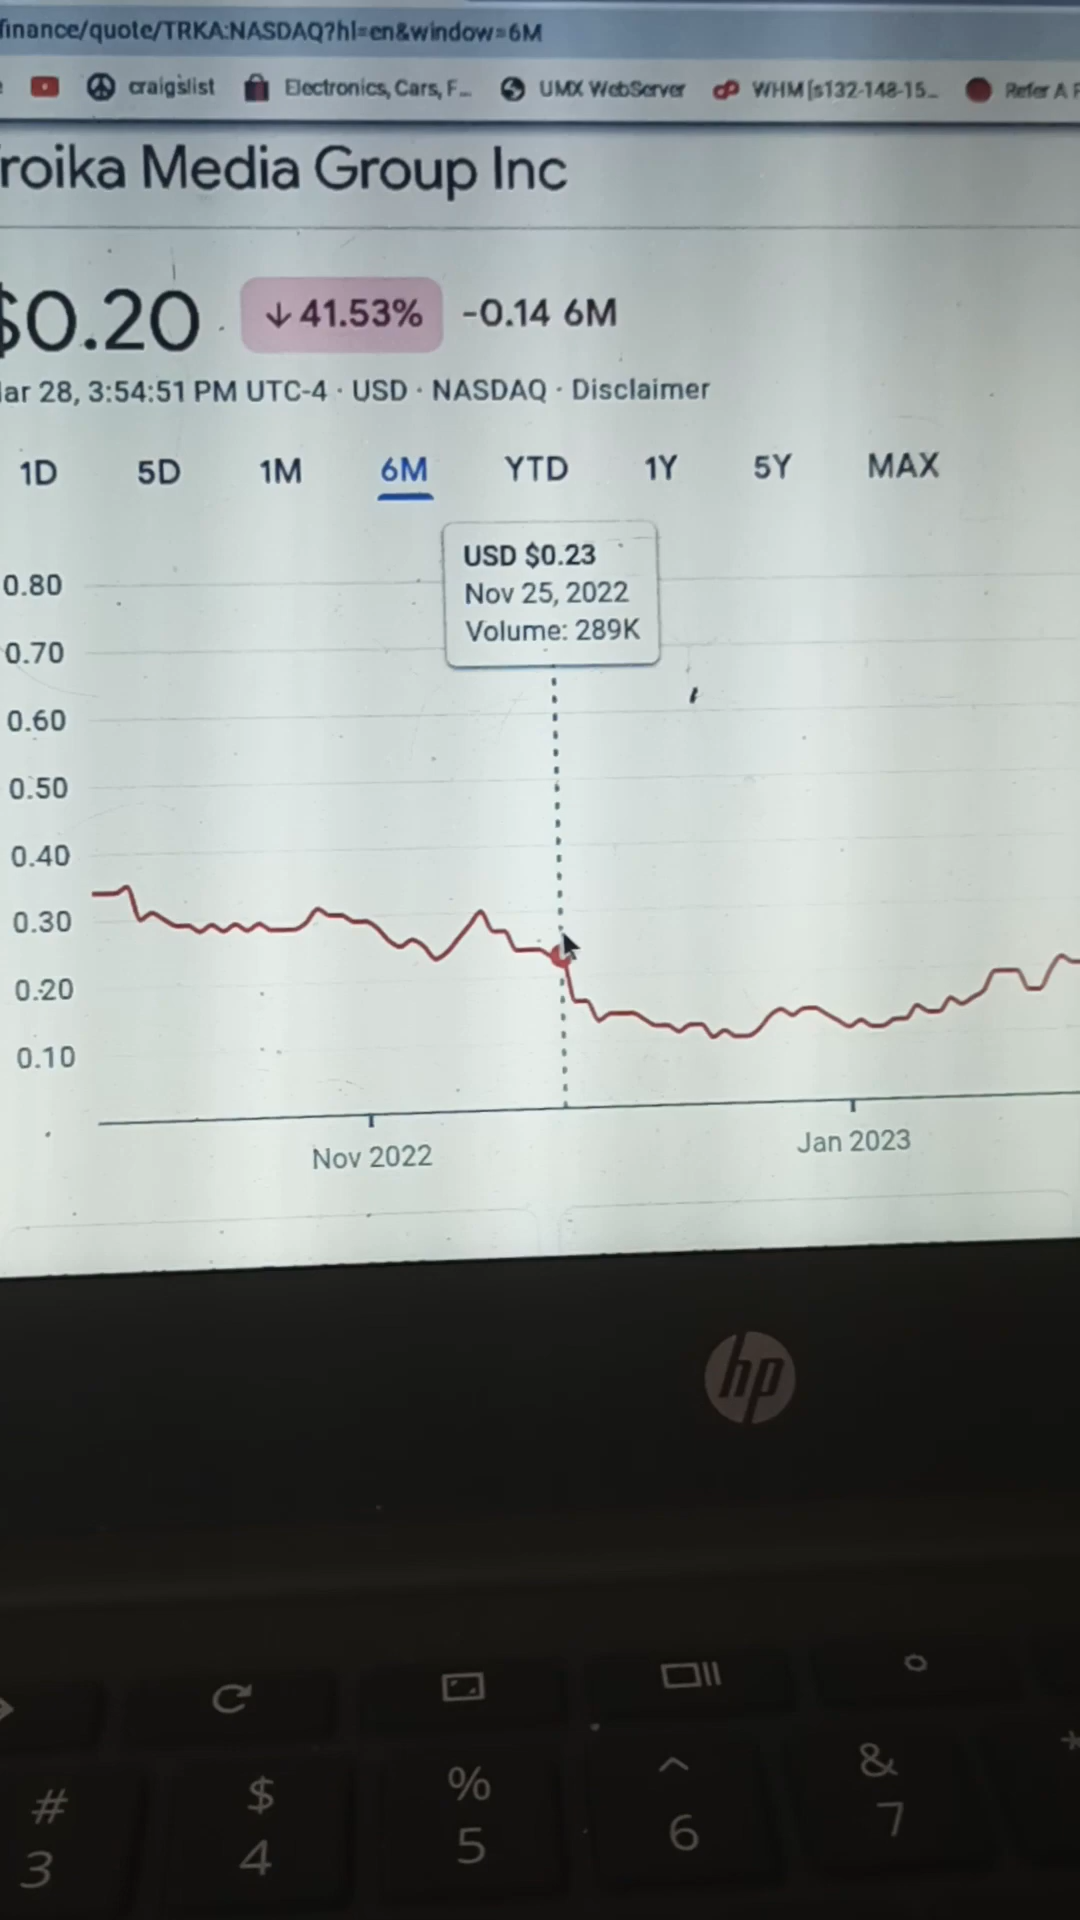 finance/quote/TRKA:NASDAQ?hl=en&window=6M
craigslist Electronics, Cars, F... UMX WebServer WHM [s132-148-15... Refer A F
roika Media Group Inc
$0.20 ↓ 41.53% -0.14 6M
ar 28, 3:54:51 PM UTC-4 · USD · NASDAQ · Disclaimer
1D 5D 1M 6M YTD 1Y 5Y MAX
USD $0.23
Nov 25, 2022
Volume: 289K
0.80
0.70
0.60
0.50
0.40
0.30
0.20
0.10
Nov 2022 Jan 2023
hp
# $ % ^ & *
3 4 5 6 7